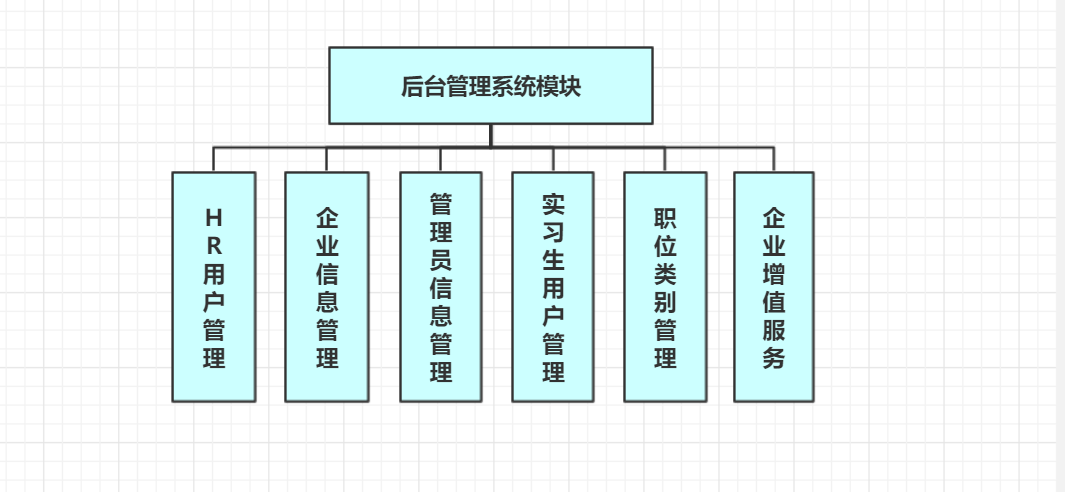 后台管理系统模块
HR用户管理
企业信息管理
管理员信息管理
实习生用户管理
职位类别管理
企业增值服务